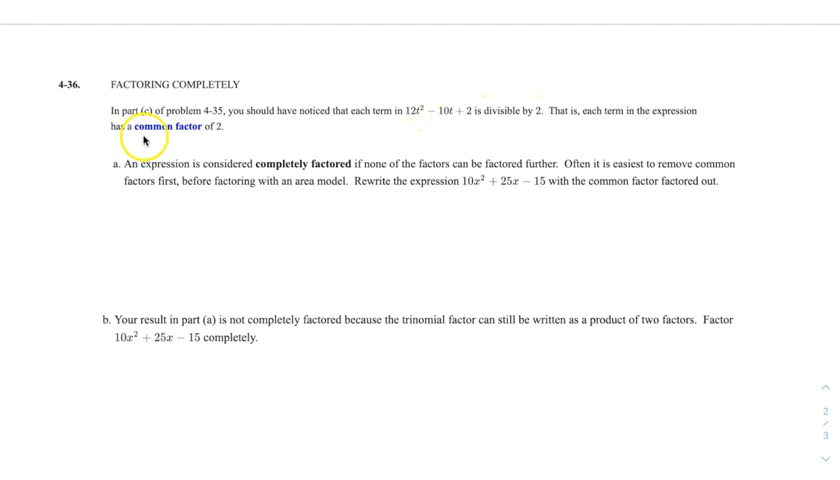 4-36. FACTORING COMPLETELY
In part (c) of problem 4-35, you should have noticed that each term in 12t² − 10t + 2 is divisible by 2. That is, each term in the expression
has a common factor of 2.
a. An expression is considered completely factored if none of the factors can be factored further. Often it is easiest to remove common
factors first, before factoring with an area model. Rewrite the expression 10x² + 25x − 15 with the common factor factored out.
b. Your result in part (a) is not completely factored because the trinomial factor can still be written as a product of two factors. Factor
10x² + 25x − 15 completely.
2
/
3